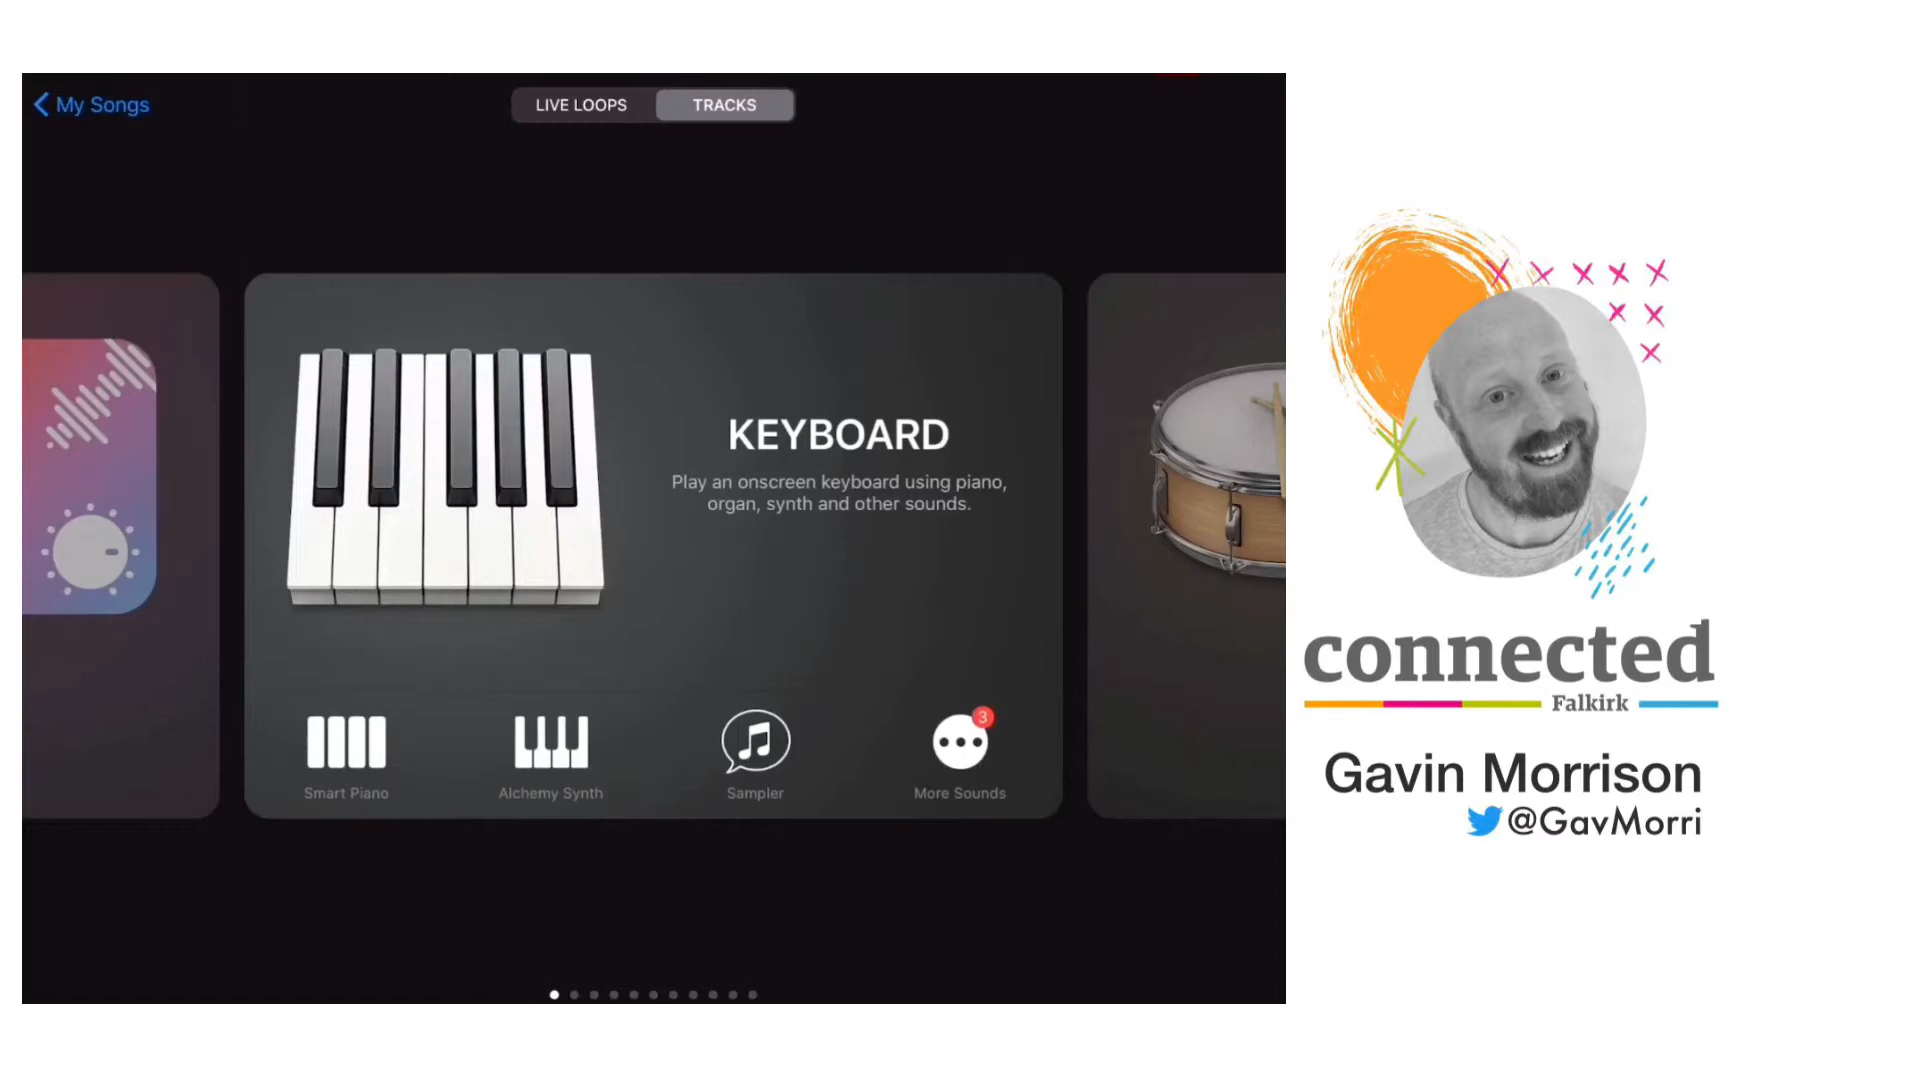 My Songs
LIVE LOOPS
TRACKS
KEYBOARD
Play an onscreen keyboard using piano,
organ, synth and other sounds.
Smart Piano
Alchemy Synth
Sampler
3
More Sounds
connected
Falkirk
Gavin Morrison
@GavMorri